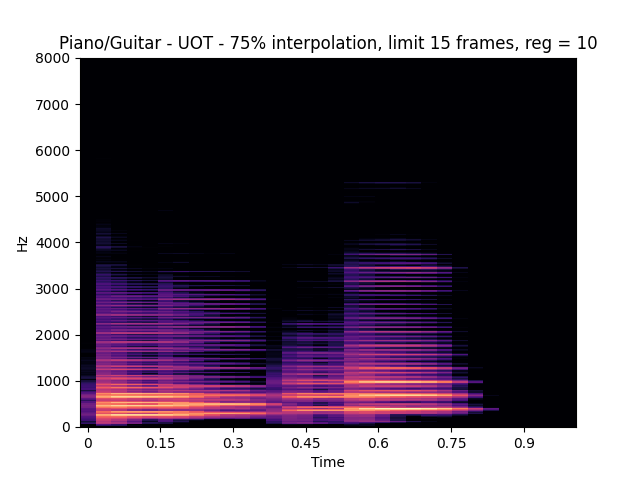 Piano/Guitar - UOT - 75% interpolation, limit 15 frames, reg = 10
8000
7000
6000
5000
4000
3000
2000
1000
0
Hz
0 0.15 0.3 0.45 0.6 0.75 0.9
Time